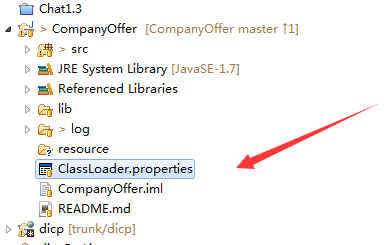 Chat1.3
> CompanyOffer [CompanyOffer master ↑1]
> src
JRE System Library [JavaSE-1.7]
Referenced Libraries
lib
> log
resource
ClassLoader.properties
CompanyOffer.iml
README.md
dicp [trunk/dicp]